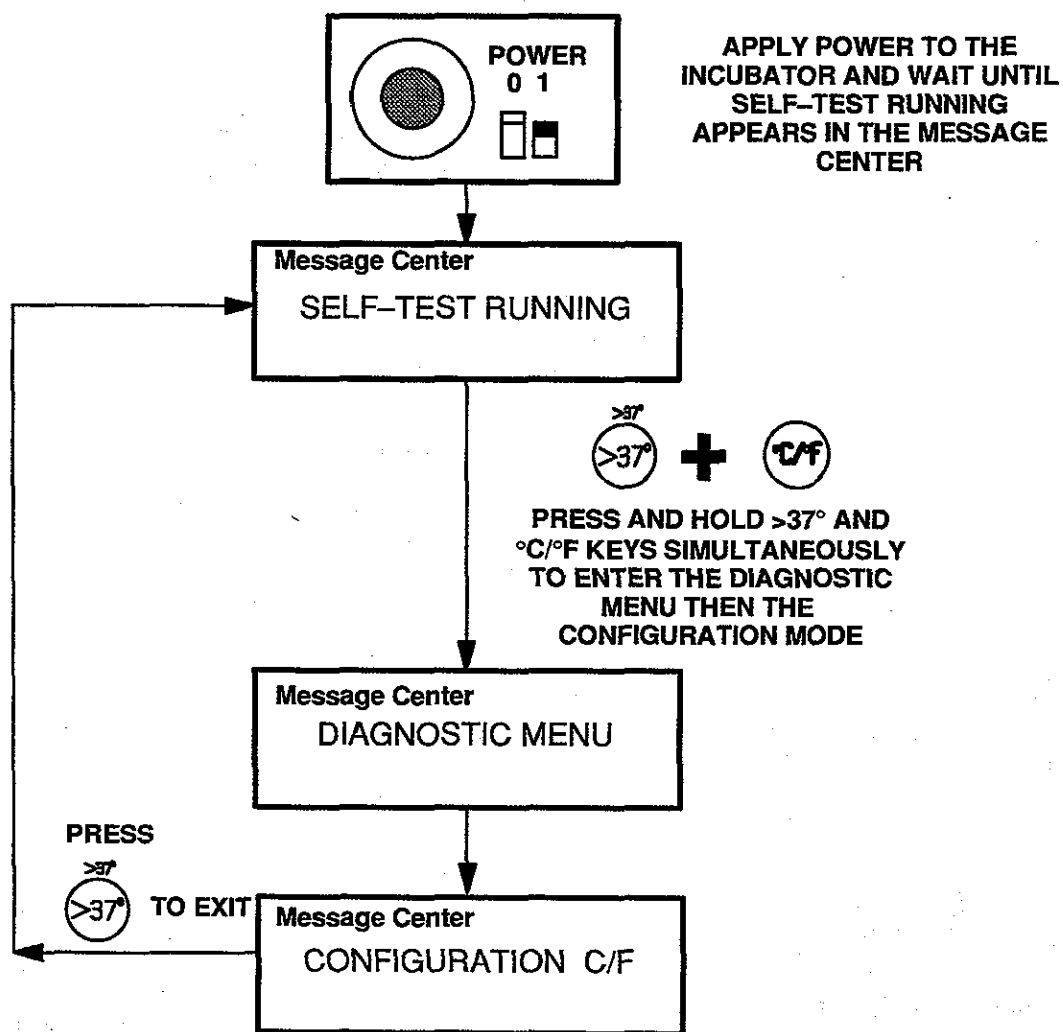 POWER
0 1
APPLY POWER TO THE
INCUBATOR AND WAIT UNTIL
SELF–TEST RUNNING
APPEARS IN THE MESSAGE
CENTER
Message Center
SELF–TEST RUNNING
>37°
>37°
+
°C/°F
PRESS AND HOLD >37° AND
°C/°F KEYS SIMULTANEOUSLY
TO ENTER THE DIAGNOSTIC
MENU THEN THE
CONFIGURATION MODE
Message Center
DIAGNOSTIC MENU
PRESS
>37°
>37° TO EXIT
Message Center
CONFIGURATION C/F